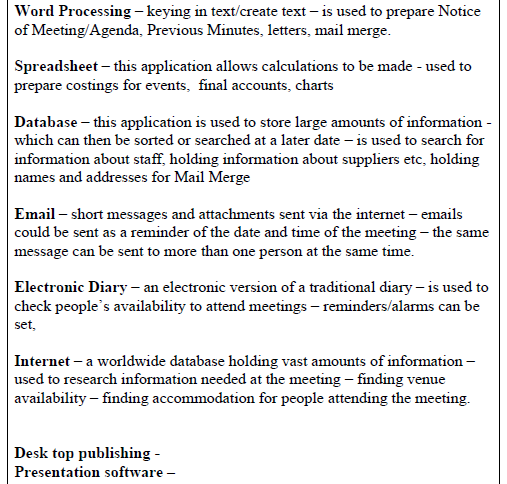 Word Processing – keying in text/create text – is used to prepare Notice
of Meeting/Agenda, Previous Minutes, letters, mail merge.
Spreadsheet – this application allows calculations to be made - used to
prepare costings for events,  final accounts, charts
Database – this application is used to store large amounts of information -
which can then be sorted or searched at a later date – is used to search for
information about staff, holding information about suppliers etc, holding
names and addresses for Mail Merge
Email – short messages and attachments sent via the internet – emails
could be sent as a reminder of the date and time of the meeting – the same
message can be sent to more than one person at the same time.
Electronic Diary – an electronic version of a traditional diary – is used to
check people’s availability to attend meetings – reminders/alarms can be
set,
Internet – a worldwide database holding vast amounts of information –
used to research information needed at the meeting – finding venue
availability – finding accommodation for people attending the meeting.
Desk top publishing -
Presentation software –